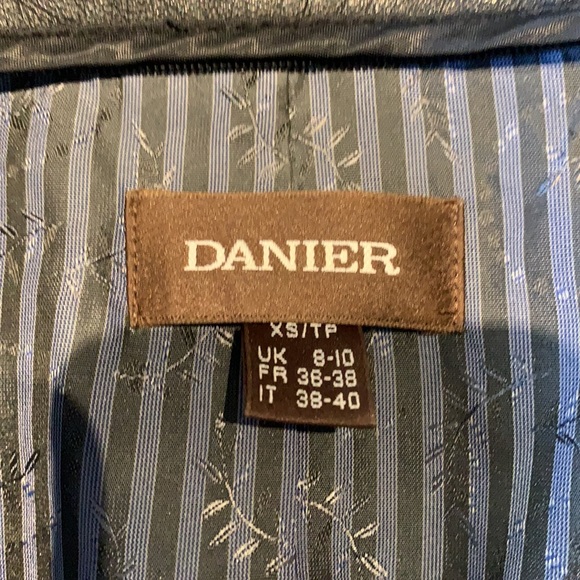 DANIER
XS/TP
UK 8-10
FR 36-38
IT 38-40